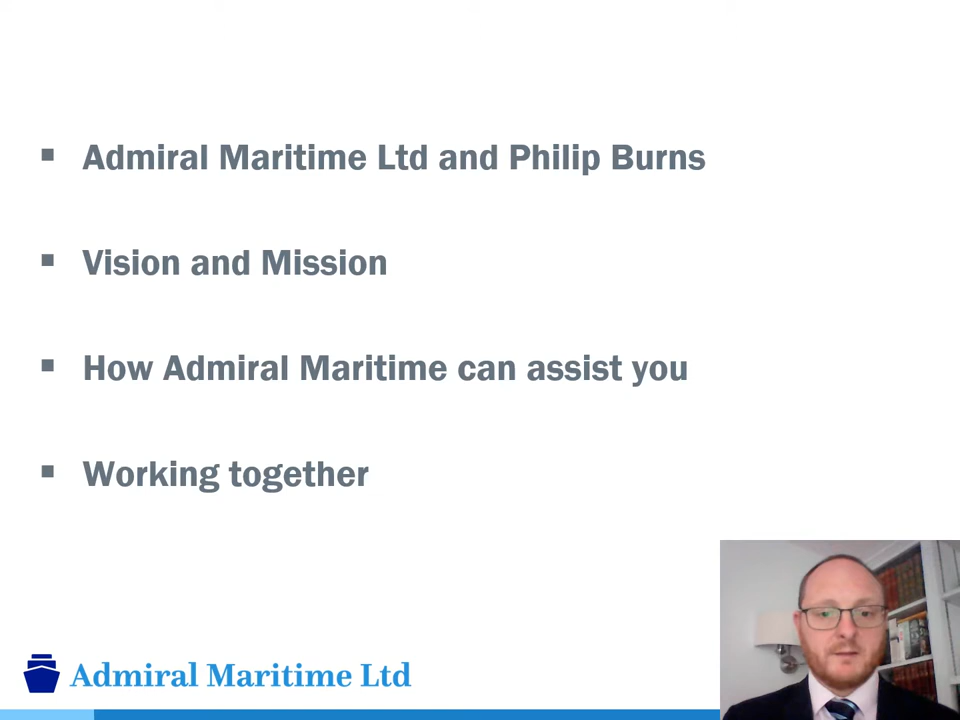 Admiral Maritime Ltd and Philip Burns
Vision and Mission
How Admiral Maritime can assist you
Working together
Admiral Maritime Ltd